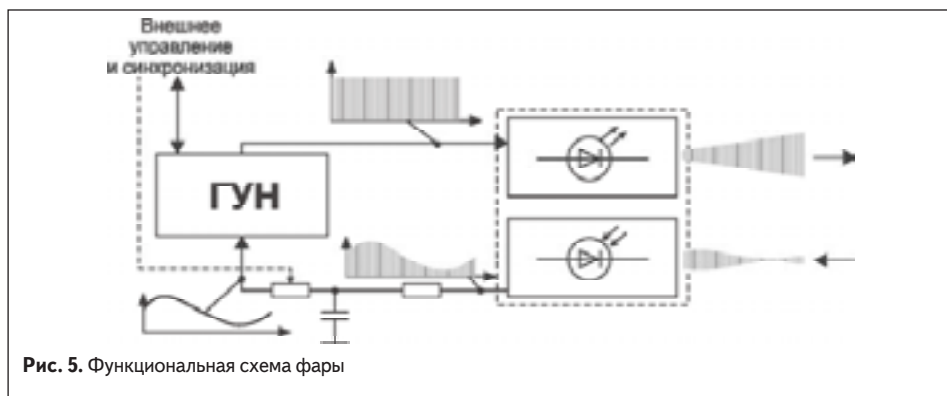 Внешнее
управление
и синхронизация
ГУН
Рис. 5. Функциональная схема фары